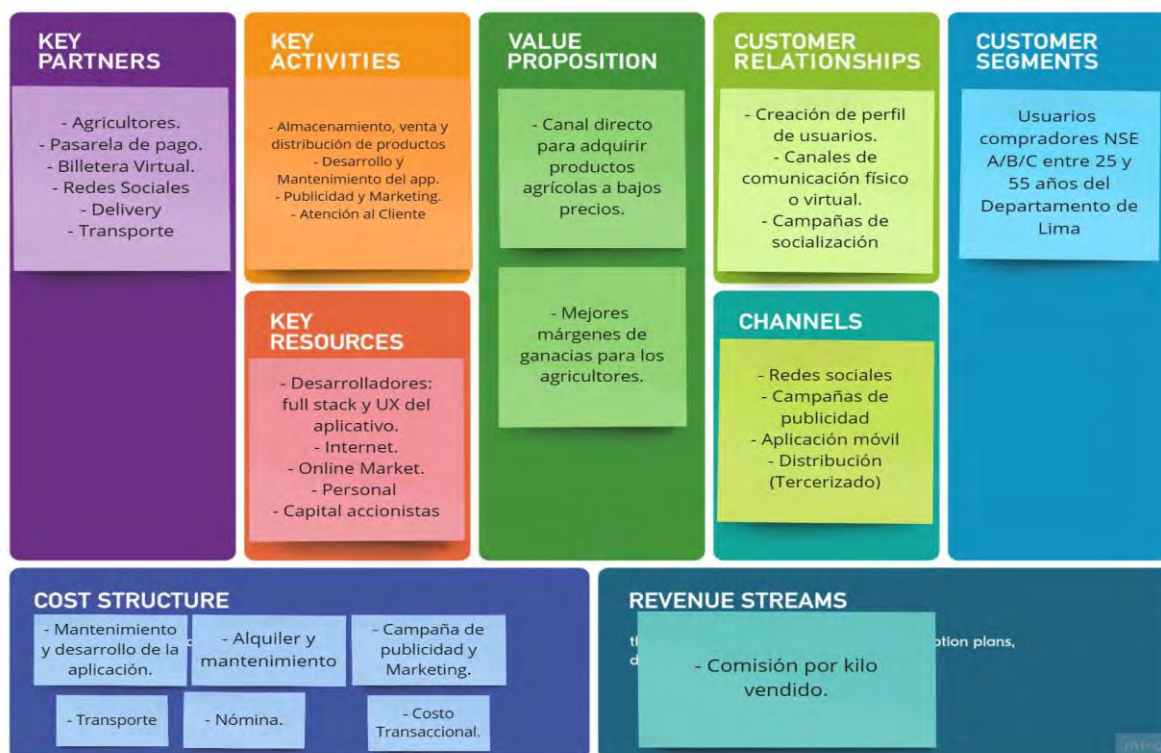 KEY
PARTNERS
- Agricultores.
- Pasarela de pago.
- Billetera Virtual.
- Redes Sociales
- Delivery
- Transporte
KEY
ACTIVITIES
- Almacenamiento, venta y
distribución de productos
- Desarrollo y
Mantenimiento del app.
- Publicidad y Marketing.
- Atención al Cliente
KEY
RESOURCES
- Desarrolladores:
full stack y UX del
aplicativo.
- Internet.
- Online Market.
- Personal
- Capital accionistas
VALUE
PROPOSITION
- Canal directo
para adquirir
productos
agrícolas a bajos
precios.
- Mejores
márgenes de
ganacias para los
agricultores.
CUSTOMER
RELATIONSHIPS
- Creación de perfil
de usuarios.
- Canales de
comunicación físico
o virtual.
- Campañas de
socialización
CHANNELS
- Redes sociales
- Campañas de
publicidad
- Aplicación móvil
- Distribución
(Tercerizado)
CUSTOMER
SEGMENTS
Usuarios
compradores NSE
A/B/C entre 25 y
55 años del
Departamento de
Lima
COST STRUCTURE
- Mantenimiento
y desarrollo de la
aplicación.
- Alquiler y
mantenimiento
- Campaña de
publicidad y
Marketing.
- Transporte
- Nómina.
- Costo
Transaccional.
REVENUE STREAMS
plans,
- Comisión por kilo
vendido.
miro